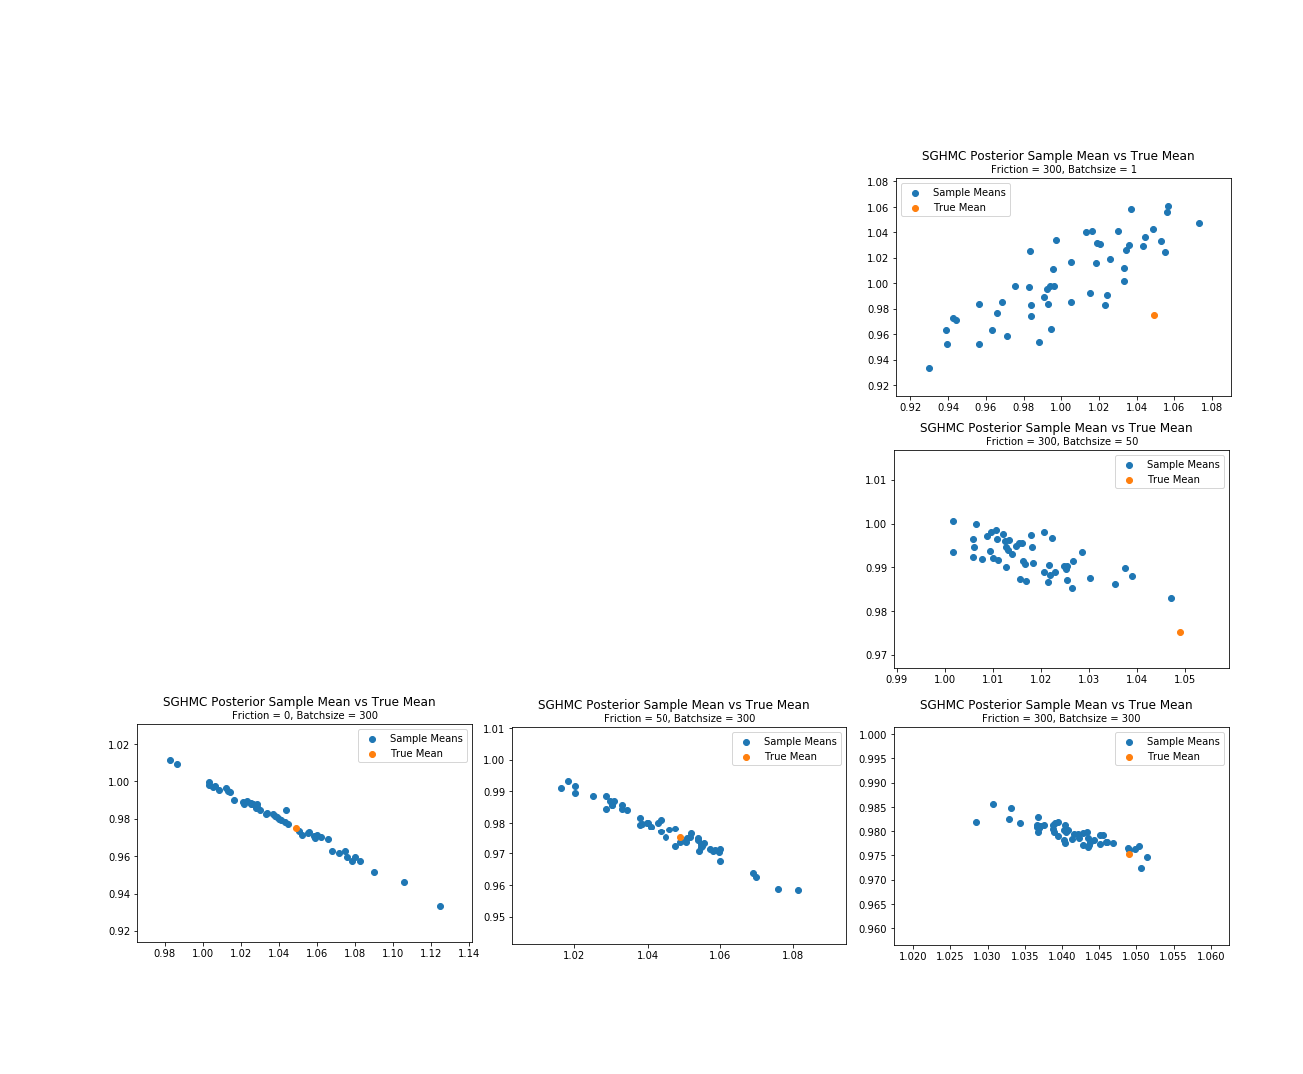 SGHMC Posterior Sample Mean vs True Mean
Friction = 300, Batchsize = 1
Sample Means
True Mean
1.08
1.06
1.04
1.02
1.00
0.98
0.96
0.94
0.92
0.92 0.94 0.96 0.98 1.00 1.02 1.04 1.06 1.08
SGHMC Posterior Sample Mean vs True Mean
Friction = 300, Batchsize = 50
Sample Means
True Mean
1.01
1.00
0.99
0.98
0.97
0.99 1.00 1.01 1.02 1.03 1.04 1.05
SGHMC Posterior Sample Mean vs True Mean
Friction = 0, Batchsize = 300
Sample Means
True Mean
1.02
1.00
0.98
0.96
0.94
0.92
0.98 1.00 1.02 1.04 1.06 1.08 1.10 1.12 1.14
SGHMC Posterior Sample Mean vs True Mean
Friction = 50, Batchsize = 300
Sample Means
True Mean
1.01
1.00
0.99
0.98
0.97
0.96
0.95
1.02 1.04 1.06 1.08
SGHMC Posterior Sample Mean vs True Mean
Friction = 300, Batchsize = 300
Sample Means
True Mean
1.000
0.995
0.990
0.985
0.980
0.975
0.970
0.965
0.960
1.020 1.025 1.030 1.035 1.040 1.045 1.050 1.055 1.060